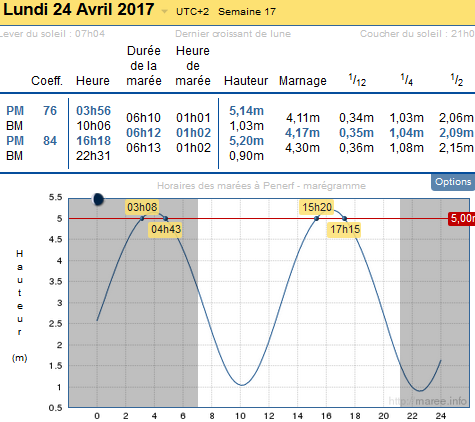 Lundi 24 Avril 2017 UTC+2 Semaine 17
Lever du soleil : 07h04 Dernier croissant de lune Coucher du soleil : 21h0
Durée Heure
de la de
Coeff. Heure marée marée Hauteur Marnage 1/12 1/4 1/2
PM 76 03h56 5,14m
06h10 01h01 4,11m 0,34m 1,03m 2,06m
BM 10h06 1,03m
06h12 01h02 4,17m 0,35m 1,04m 2,09m
PM 84 16h18 5,20m
06h13 01h02 4,30m 0,36m 1,08m 2,15m
BM 22h31 0,90m
Options
Horaires des marées à Penerf - marégramme
5.5
03h08 15h20
5 5,00m
04h43 17h15
4.5
4
3.5
3
2.5
2
1.5
1
0.5
Hauteur
(m)
http://maree.info
0 2 4 6 8 10 12 14 16 18 20 22 24